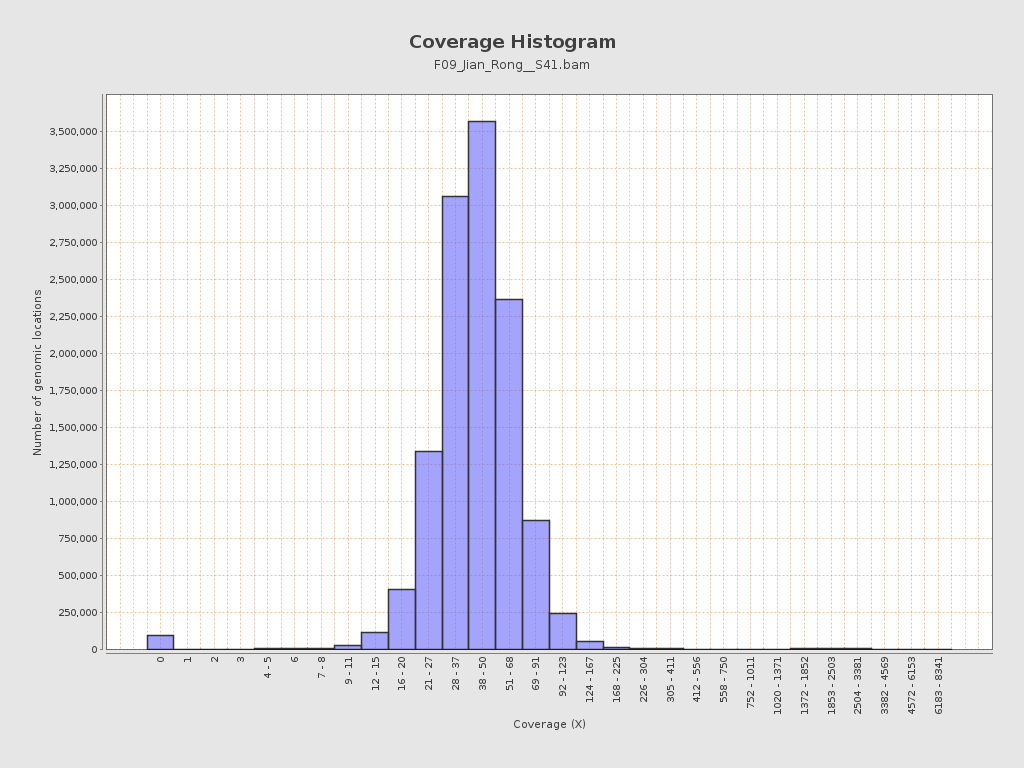 Coverage Histogram
F09_Jian_Rong__S41.bam
Number of genomic locations
3,500,000
3,250,000
3,000,000
2,750,000
2,500,000
2,250,000
2,000,000
1,750,000
1,500,000
1,250,000
1,000,000
750,000
500,000
250,000
0
0
1
2
3
4 - 5
6
7 - 8
9 - 11
12 - 15
16 - 20
21 - 27
28 - 37
38 - 50
51 - 68
69 - 91
92 - 123
124 - 167
168 - 225
226 - 304
305 - 411
412 - 556
558 - 750
752 - 1011
1020 - 1371
1372 - 1852
1853 - 2503
2504 - 3381
3382 - 4569
4572 - 6153
6183 - 8341
Coverage (X)